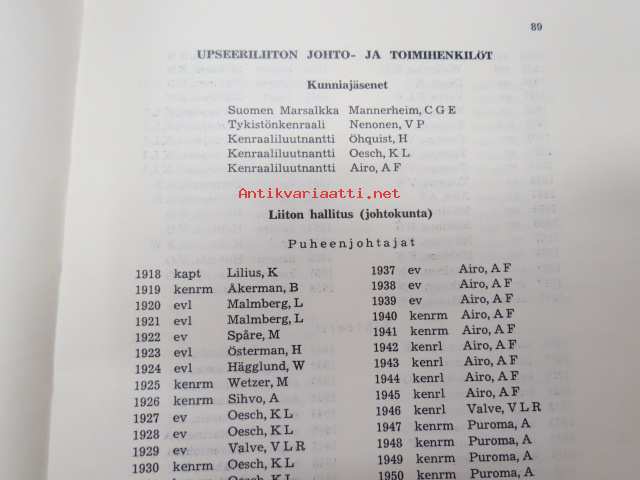 89
UPSEERILIITON JOHTO- JA TOIMIHENKILÖT
Kunniajäsenet
Suomen Marsalkka Mannerheim, C G E
Tykistönkenraali Nenonen, V P
Kenraaliluutnantti Öhquist, H
Kenraaliluutnantti Oesch, K L
Kenraaliluutnantti Airo, A F
Antikvariaatti.net
Liiton hallitus (johtokunta)
Puheenjohtajat
1918 kapt Lilius, K
1919 kenrm Åkerman, B
1920 evl Malmberg, L
1921 evl Malmberg, L
1922 ev Spåre, M
1923 evl Österman, H
1924 evl Hägglund, W
1925 kenrm Wetzer, M
1926 kenrm Sihvo, A
1927 ev Oesch, K L
1928 ev Oesch, K L
1929 ev Valve, V L R
1930 kenrm Oesch, K L
1937 ev Airo, A F
1938 ev Airo, A F
1939 ev Airo, A F
1940 kenrm Airo, A F
1941 kenrm Airo, A F
1942 kenrl Airo, A F
1943 kenrl Airo, A F
1944 kenrl Airo, A F
1945 kenrl Airo, A F
1946 kenrl Valve, V L R
1947 kenrm Puroma, A
1948 kenrm Puroma, A
1949 kenrm Puroma, A
1950 kenrm Puroma, A